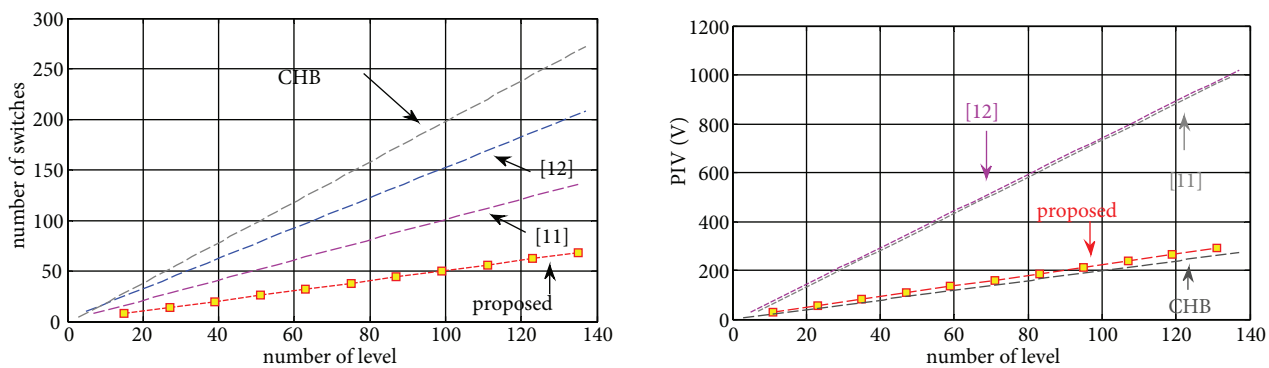 number of switches
300
250
200
150
100
50
0
CHB
[12]
[11]
proposed
0 20 40 60 80 100 120 140
number of level
PIV (V)
1200
1000
800
600
400
200
0
[12]
[11]
proposed
CHB
0 20 40 60 80 100 120 140
number of level